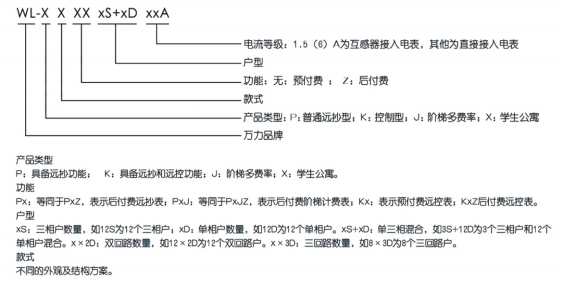 WL-X X XX xS+xD xxA
电流等级：1.5（6）A为互感器接入电表，其他为直接接入电表
户型
功能：无：预付费 ； Z：后付费
款式
产品类型：P：普通远抄型；K：控制型；J：阶梯多费率；X：学生公寓
万力品牌
产品类型
P：具备远抄功能； K：具备远抄和远控功能；J：阶梯多费率；X：学生公寓。
功能
Px：等同于PxZ，表示后付费远抄表；PxJ：等同于PxJZ，表示后付费阶梯计费表；Kx：表示预付费远控表；KxZ后付费远控表。
户型
xS：三相户数量，如12S为12个三相户；xD：单相户数量，如12D为12个单相户。xS+xD：单三相混合，如3S+12D为3个三相户和12个
单相户混合。x×2D：双回路数量，如12×2D为12个双回路户。x×3D：三回路数量，如8×3D为8个三回路户。
款式
不同的外观及结构方案。